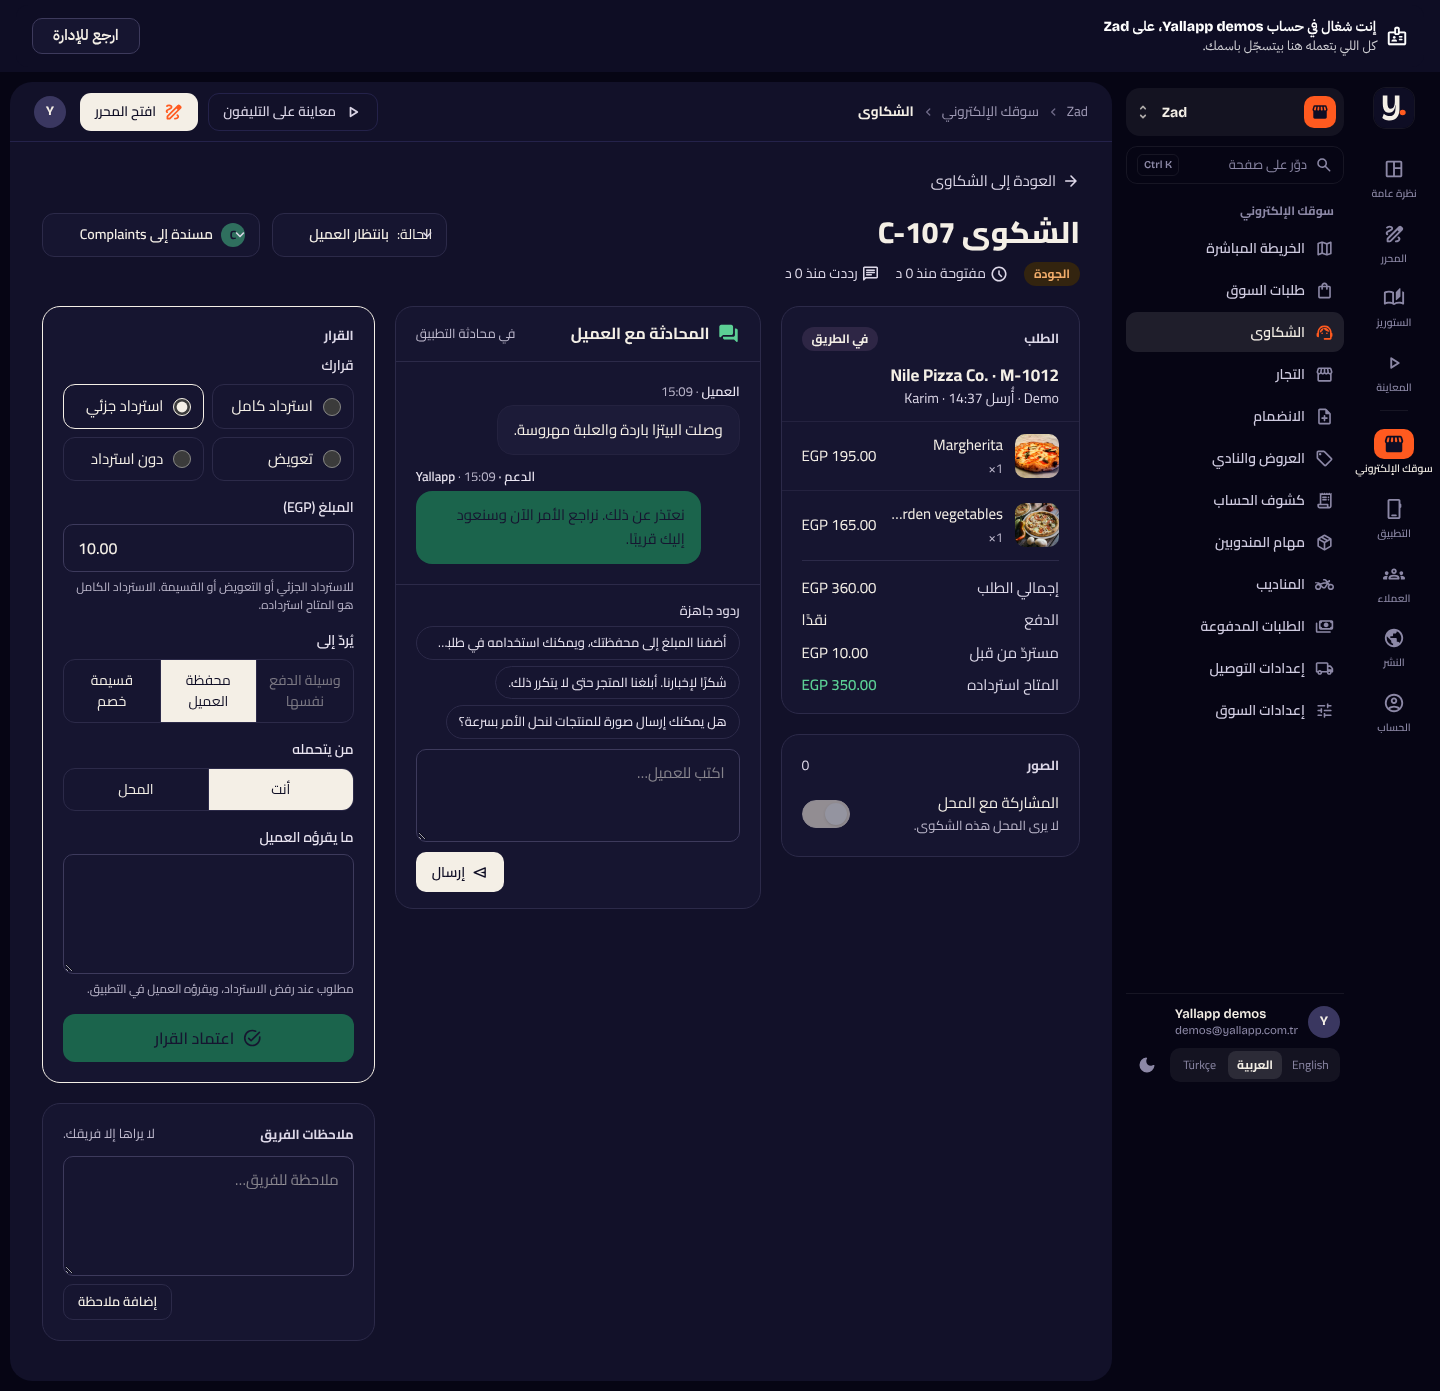 إنت شغال في حساب Yallapp demos، على Zad
كل اللي بتعمله هنا بيتسجّل باسمك.
ارجع للإدارة
y.
نظرة عامة
المحرر
الستوريز
المعاينة
سوقك الإلكتروني
التطبيق
العملاء
النشر
الحساب
Zad
دوّر على صفحة
Ctrl K
سوقك الإلكتروني
الخريطة المباشرة
طلبات السوق
الشكاوى
التجار
الانضمام
العروض والنادي
كشوف الحساب
مهام المندوبين
المناديب
الطلبات المدفوعة
إعدادات التوصيل
إعدادات السوق
Y
Yallapp demos
demos@yallapp.com.tr
English
العربية
Türkçe
Zad
سوقك الإلكتروني
الشكاوى
معاينة على التليفون
افتح المحرر
Y
العودة إلى الشكاوى
الشكوى C-107
الجودة
مفتوحة منذ 0 د
رددت منذ 0 د
الحالة: بانتظار العميل
مسندة إلى Complaints
الطلب
في الطريق
Nile Pizza Co. · M-1012
Karim · 14:37 أُرسل · Demo
Margherita
×1
EGP 195.00
...rden vegetables
×1
EGP 165.00
إجمالي الطلب
EGP 360.00
الدفع
نقدًا
مستردّ من قبل
EGP 10.00
المتاح استرداده
EGP 350.00
الصور
0
المشاركة مع المحل
لا يرى المحل هذه الشكوى.
المحادثة مع العميل
في محادثة التطبيق
العميل · 15:09
وصلت البيتزا باردة والعلبة مهروسة.
الدعم · 15:09 · Yallapp
نعتذر عن ذلك. نراجع الأمر الآن وسنعود
إليك قريبًا.
ردود جاهزة
أضفنا المبلغ إلى محفظتك، ويمكنك استخدامه في طلبـ...
شكرًا لإخبارنا. أبلغنا المتجر حتى لا يتكرر ذلك.
هل يمكنك إرسال صورة للمنتجات لنحل الأمر بسرعة؟
اكتب للعميل...
إرسال
القرار
قرارك
استرداد كامل
استرداد جزئي
تعويض
دون استرداد
المبلغ (EGP)
10.00
للاسترداد الجزئي أو التعويض أو القسيمة. الاسترداد الكامل
هو المتاح استرداده.
يُردّ إلى
وسيلة الدفع
نفسها
محفظة
العميل
قسيمة
خصم
من يتحمله
أنت
المحل
ما يقرؤه العميل
مطلوب عند رفض الاسترداد، ويقرؤه العميل في التطبيق.
اعتماد القرار
ملاحظات الفريق
لا يراها إلا فريقك.
ملاحظة للفريق...
إضافة ملاحظة